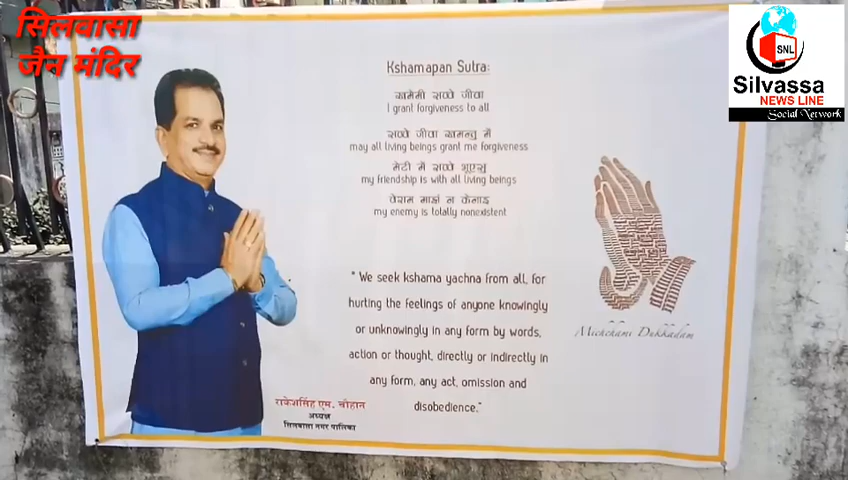 सिलवासा
जैन मंदिर
SNL
Silvassa
NEWS LINE
Social Network
Kshamapan Sutra:
खामेमी सव्वे जीवा
I grant forgiveness to all
सव्वे जीवा खमन्तु मे
may all living beings grant me forgiveness
मेटी मे सव्वे भूएसु
my friendship is with all living beings
वेराम माझं न केनाइ
my enemy is totally nonexistent
"We seek kshama yachna from all, for
hurting the feelings of anyone knowingly
or unknowingly in any form by words,
action or thought, directly or indirectly in
any form, any act, omission and
disobedience."
Michchami Dukkadam
राकेशसिंह एम. चौहान
अध्यक्ष
सिलवासा नगर पालिका